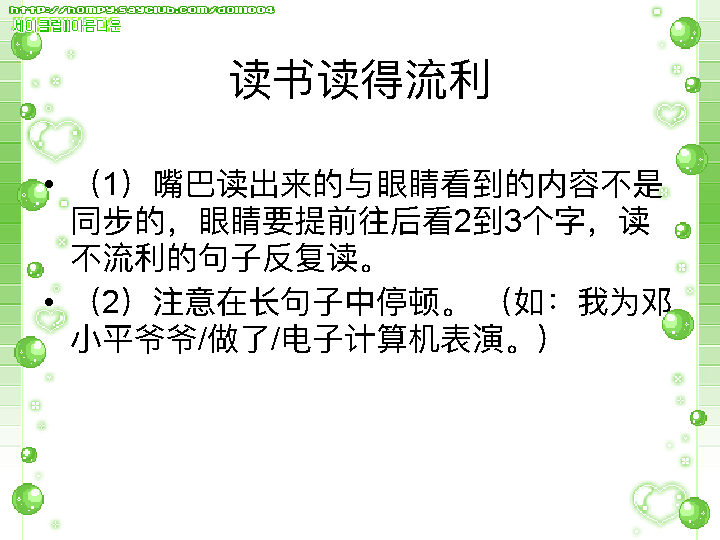 http://hompy.sayclub.com/dom004
세이클럽||아름다운
读书读得流利
• （1）嘴巴读出来的与眼睛看到的内容不是
同步的，眼睛要提前往后看2到3个字，读
不流利的句子反复读。
• （2）注意在长句子中停顿。（如：我为邓
小平爷爷/做了/电子计算机表演。）